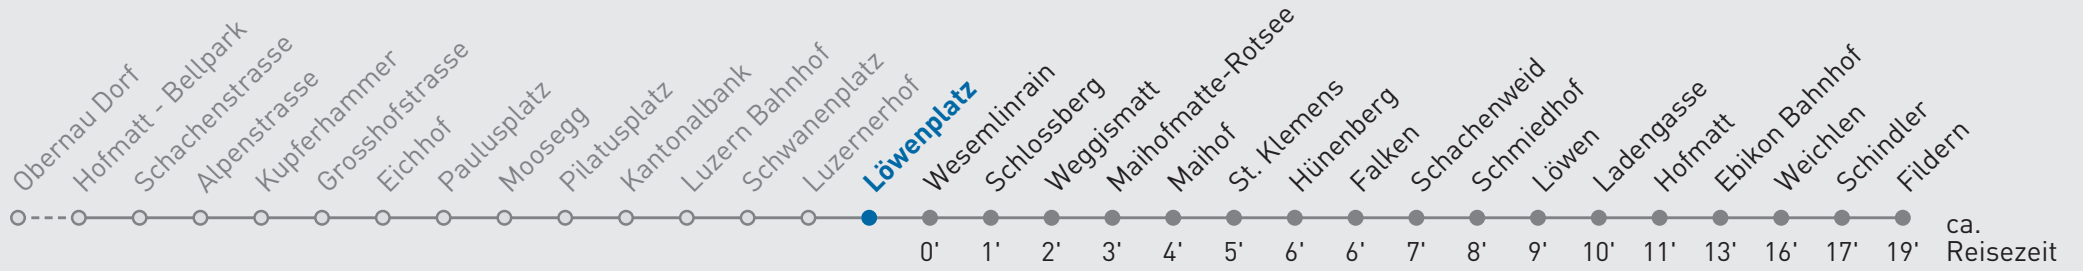 Obernau Dorf
Hofmatt - Bellpark
Schachenstrasse
Alpenstrasse
Kupferhammer
Grosshofstrasse
Eichhof
Paulusplatz
Moosegg
Pilatusplatz
Kantonalbank
Luzern Bahnhof
Schwanenplatz
Luzernerhof
Löwenplatz
Wesemlinrain
Schlossberg
Weggismatt
Maihofmatte-Rotsee
Maihof
St. Klemens
Hünenberg
Falken
Schachenweid
Schmiedhof
Löwen
Ladengasse
Hofmatt
Ebikon Bahnhof
Weichlen
Schindler
Fildern
0' 1' 2' 3' 4' 5' 6' 6' 7' 8' 9' 10' 11' 13' 16' 17' 19'
ca.
Reisezeit